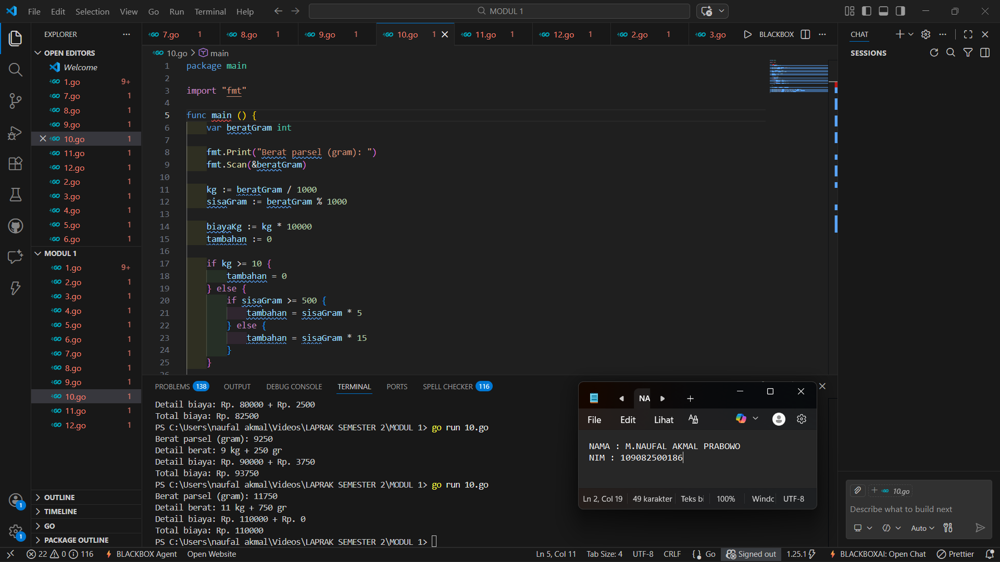 File Edit Selection View Go Run Terminal Help
MODUL 1
EXPLORER
OPEN EDITORS
Welcome
1.go 9+
7.go 1
8.go 1
9.go 1
10.go 1
11.go 1
12.go 1
2.go 1
3.go 1
4.go 1
5.go 1
6.go 1
MODUL 1
1.go 9+
2.go 1
3.go 1
4.go 1
5.go 1
6.go 1
7.go 1
8.go 1
9.go 1
10.go 1
11.go 1
12.go 1
OUTLINE
TIMELINE
GO
PACKAGE OUTLINE
7.go 1 8.go 1 9.go 1 10.go 1 11.go 1 12.go 1 2.go 1 3.go BLACKBOX
10.go > main
1 package main
2
3 import "fmt"
4
5 func main () {
6 var beratGram int
7
8 fmt.Print("Berat parsel (gram): ")
9 fmt.Scan(&beratGram)
10
11 kg := beratGram / 1000
12 sisaGram := beratGram % 1000
13
14 biayaKg := kg * 10000
15 tambahan := 0
16
17 if kg >= 10 {
18 tambahan = 0
19 } else {
20 if sisaGram >= 500 {
21 tambahan = sisaGram * 5
22 } else {
23 tambahan = sisaGram * 15
24 }
25 }
PROBLEMS 138 OUTPUT DEBUG CONSOLE TERMINAL PORTS SPELL CHECKER 116
Detail biaya: Rp. 80000 + Rp. 2500
Total biaya: Rp. 82500
PS C:\Users\naufal akmal\Videos\LAPRAK SEMESTER 2\MODUL 1> go run 10.go
Berat parsel (gram): 9250
Detail berat: 9 kg + 250 gr
Detail biaya: Rp. 90000 + Rp. 3750
Total biaya: Rp. 93750
PS C:\Users\naufal akmal\Videos\LAPRAK SEMESTER 2\MODUL 1> go run 10.go
Berat parsel (gram): 11750
Detail berat: 11 kg + 750 gr
Detail biaya: Rp. 110000 + Rp. 0
Total biaya: Rp. 110000
PS C:\Users\naufal akmal\Videos\LAPRAK SEMESTER 2\MODUL 1>
NA
File Edit Lihat
NAMA : M.NAUFAL AKMAL PRABOWO
NIM : 109082500186
Ln 2, Col 19 49 karakter Teks bi 100% Windc UTF-8
CHAT
SESSIONS
10.go
Describe what to build next
Auto
1
1
22 0 116 BLACKBOX Agent Open Website Ln 5, Col 11 Tab Size: 4 UTF-8 CRLF Go Signed out 1.25.1 BLACKBOXAI: Open Chat Prettier